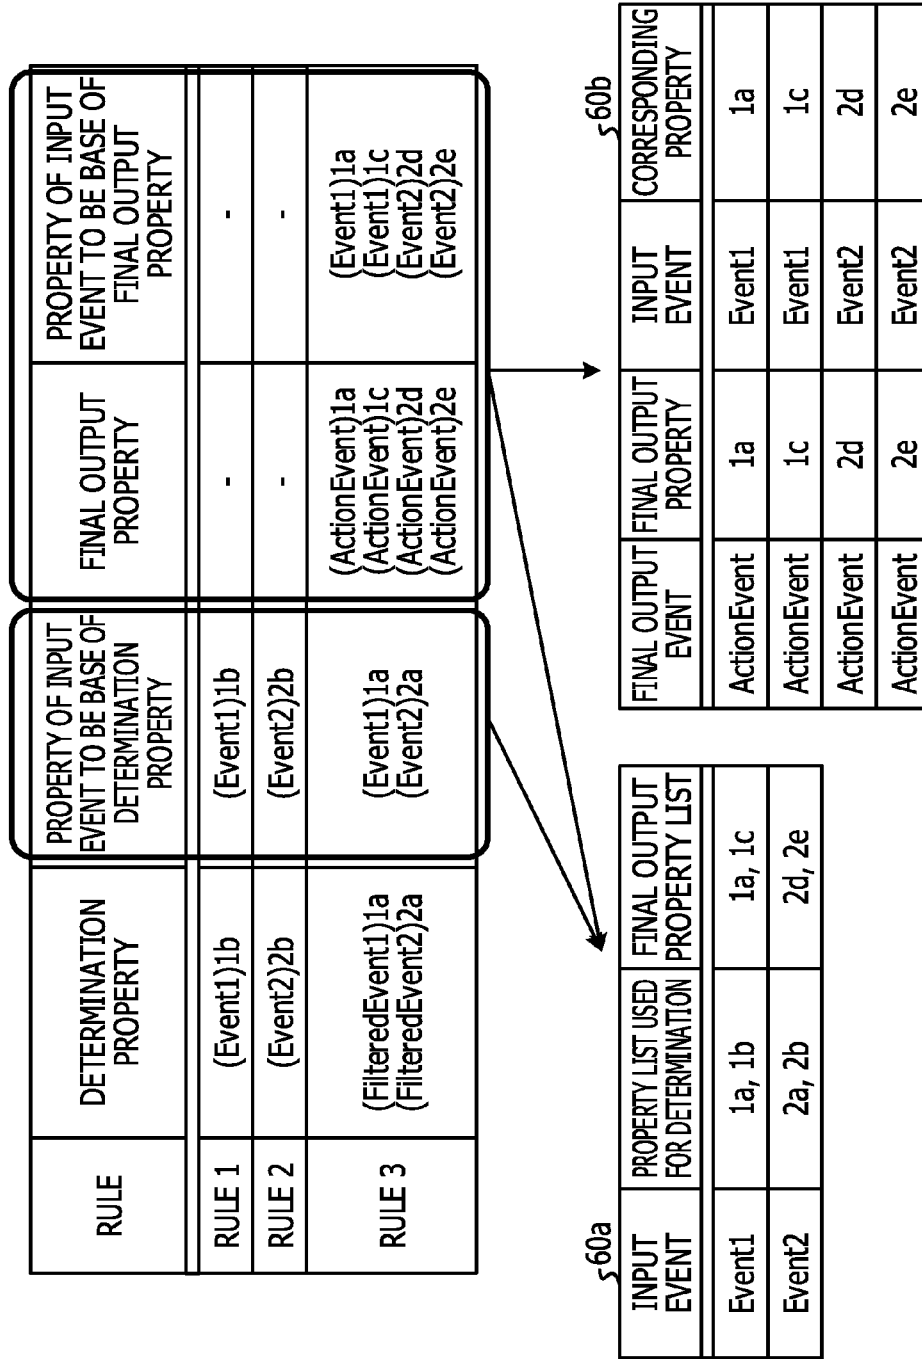 RULE
DETERMINATION
PROPERTY
PROPERTY OF INPUT
EVENT TO BE BASE OF
DETERMINATION
PROPERTY
FINAL OUTPUT
PROPERTY
PROPERTY OF INPUT
EVENT TO BE BASE OF
FINAL OUTPUT
PROPERTY
RULE 1
(Event1)1b
(Event1)1b
-
-
RULE 2
(Event2)2b
(Event2)2b
-
-
RULE 3
(FilteredEvent1)1a
(FilteredEvent2)2a
(Event1)1a
(Event2)2a
(ActionEvent)1a
(ActionEvent)1c
(ActionEvent)2d
(ActionEvent)2e
(Event1)1a
(Event1)1c
(Event2)2d
(Event2)2e
60a
INPUT
EVENT
PROPERTY LIST USED
FOR DETERMINATION
FINAL OUTPUT
PROPERTY LIST
Event1
1a, 1b
1a, 1c
Event2
2a, 2b
2d, 2e
60b
FINAL OUTPUT
EVENT
FINAL OUTPUT
PROPERTY
INPUT
EVENT
CORRESPONDING
PROPERTY
ActionEvent
1a
Event1
1a
ActionEvent
1c
Event1
1c
ActionEvent
2d
Event2
2d
ActionEvent
2e
Event2
2e